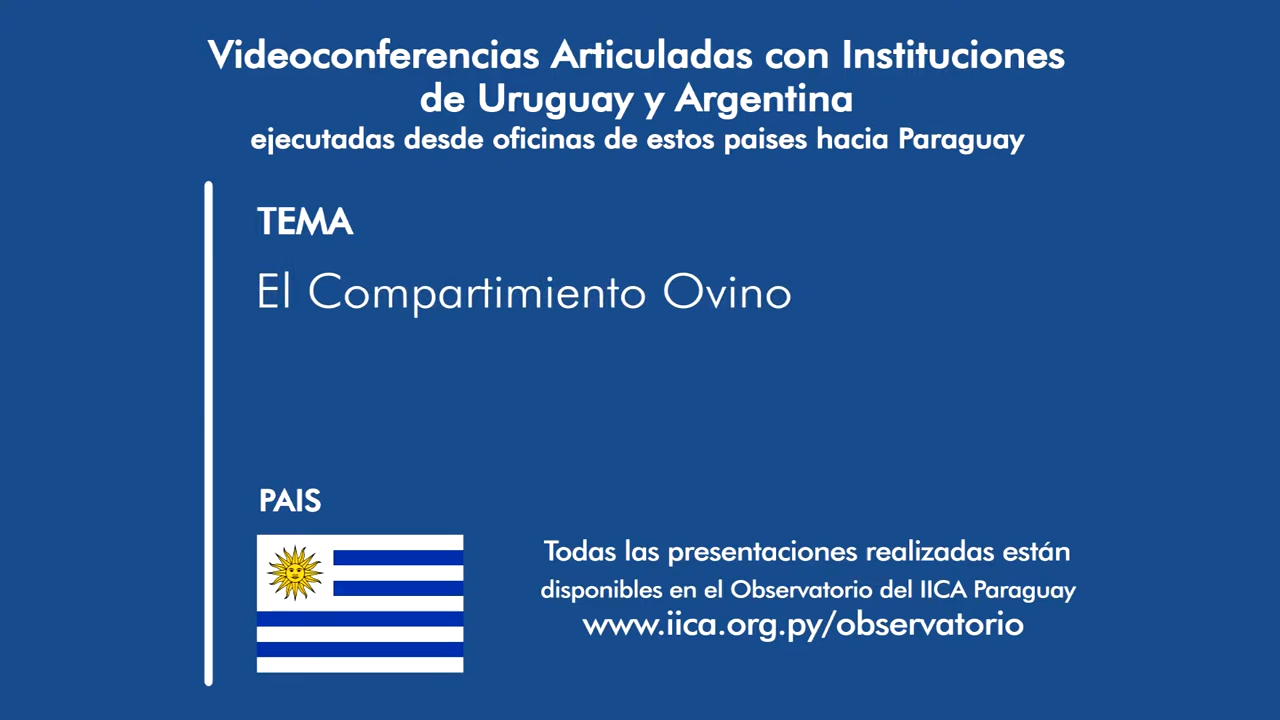 Videoconferencias Articuladas con Instituciones
de Uruguay y Argentina
ejecutadas desde oficinas de estos paises hacia Paraguay
TEMA
El Compartimiento Ovino
PAIS
Todas las presentaciones realizadas están
disponibles en el Observatorio del IICA Paraguay
www.iica.org.py/observatorio